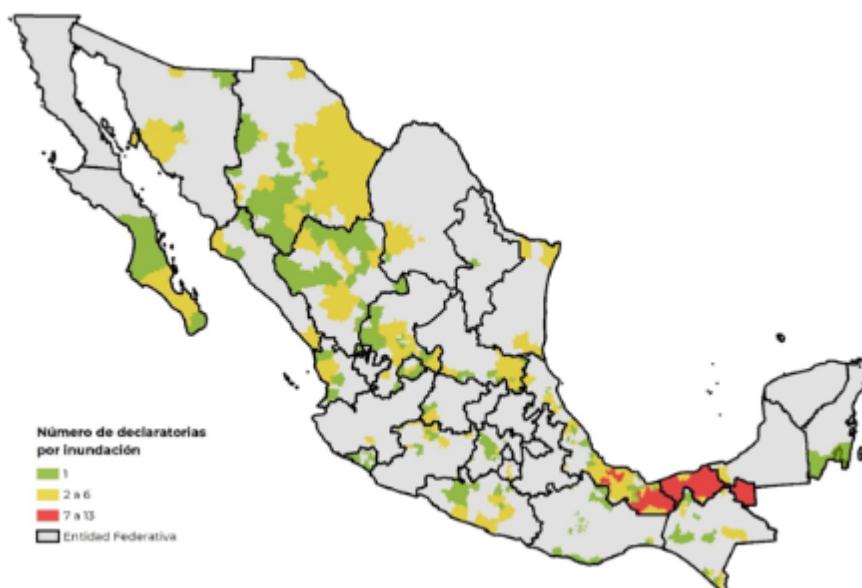 Número de declaratorias
por inundación
1
2 a 6
7 a 13
Entidad Federativa